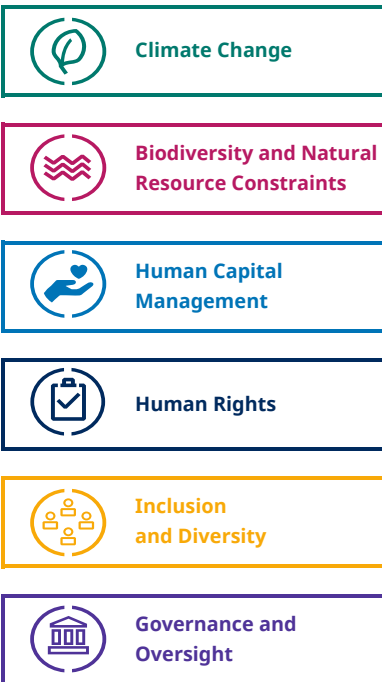 Climate Change
Biodiversity and Natural
Resource Constraints
Human Capital
Management
Human Rights
Inclusion
and Diversity
Governance and
Oversight